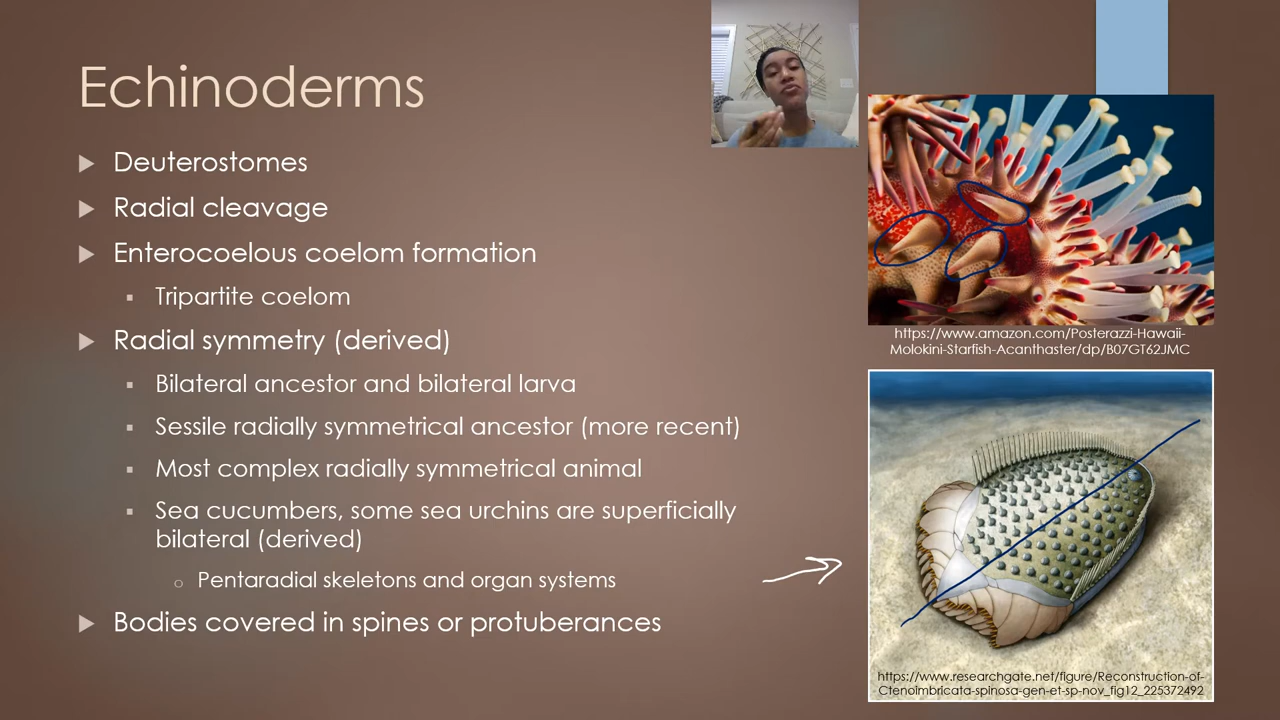 Echinoderms
Deuterostomes
Radial cleavage
Enterocoelous coelom formation
Tripartite coelom
Radial symmetry (derived)
Bilateral ancestor and bilateral larva
Sessile radially symmetrical ancestor (more recent)
Most complex radially symmetrical animal
Sea cucumbers, some sea urchins are superficially
bilateral (derived)
Pentaradial skeletons and organ systems
Bodies covered in spines or protuberances
https://www.amazon.com/Posterazzi-Hawaii-
Molokini-Starfish-Acanthaster/dp/B07GT62JMC
https://www.researchgate.net/figure/Reconstruction-of-
Ctenoimbricata-spinosa-gen-et-sp-nov_fig12_225372492